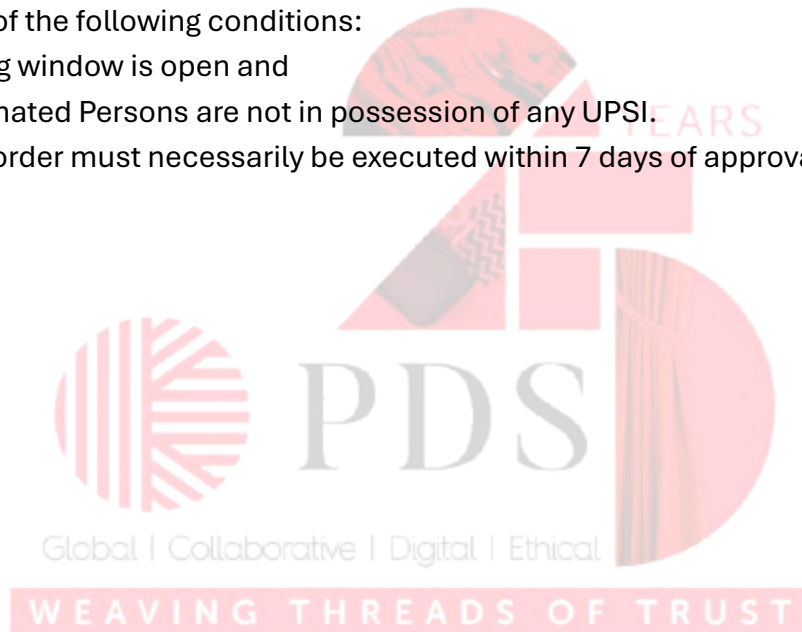 of the following conditions:
g window is open and
nated Persons are not in possession of any UPSI.
order must necessarily be executed within 7 days of approva
YEARS
PDS
Global | Collaborative | Digital | Ethical
WEAVING THREADS OF TRUST